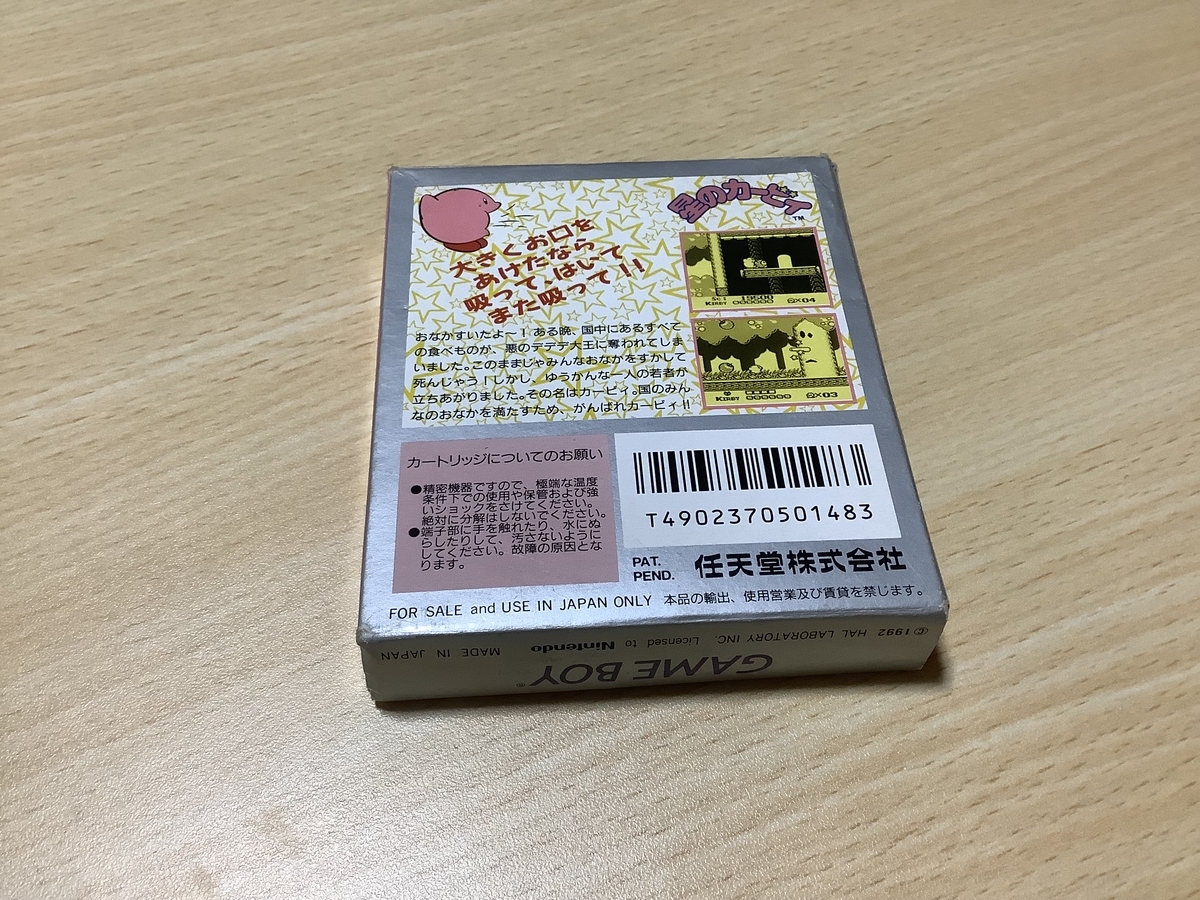 星のカービィ
TM
大きくお口を
あけたなら
吸って、はいて
また吸って!!
Sc:
19500
KIRBY
×04
KIRBY
×03
おなかすいたよ〜!ある晩、国中にあるすべて
の食べものが、悪のデデデ大王に奪われてしま
いました。このままじゃみんなおなかをすかして
死んじゃう!しかし、ゆうかんな一人の若者が
立ちあがりました。その名はカービィ。国のみん
なのおなかを満たすため、がんばれカービィ!!
カートリッジについてのお願い
●精密機器ですので、極端な温度
条件下での使用や保管および強
いショックをさけてください。
絶対に分解はしないでください。
●端子部に手を触れたり、水にぬ
らしたりして、汚さないように
してください。故障の原因とな
ります。
T4902370501483
PAT.
PEND.
任天堂株式会社
FOR SALE and USE IN JAPAN ONLY 本品の輸出、使用営業及び賃貸を禁じます。
©1992 HAL LABORATORY INC. Licensed to Nintendo MADE IN JAPAN
GAME BOY®